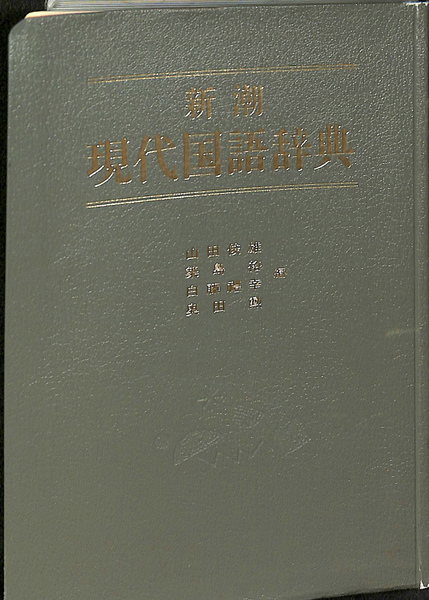 新潮
現代国語辞典
山田俊雄
築島裕
白藤禮幸
奥田勲
編